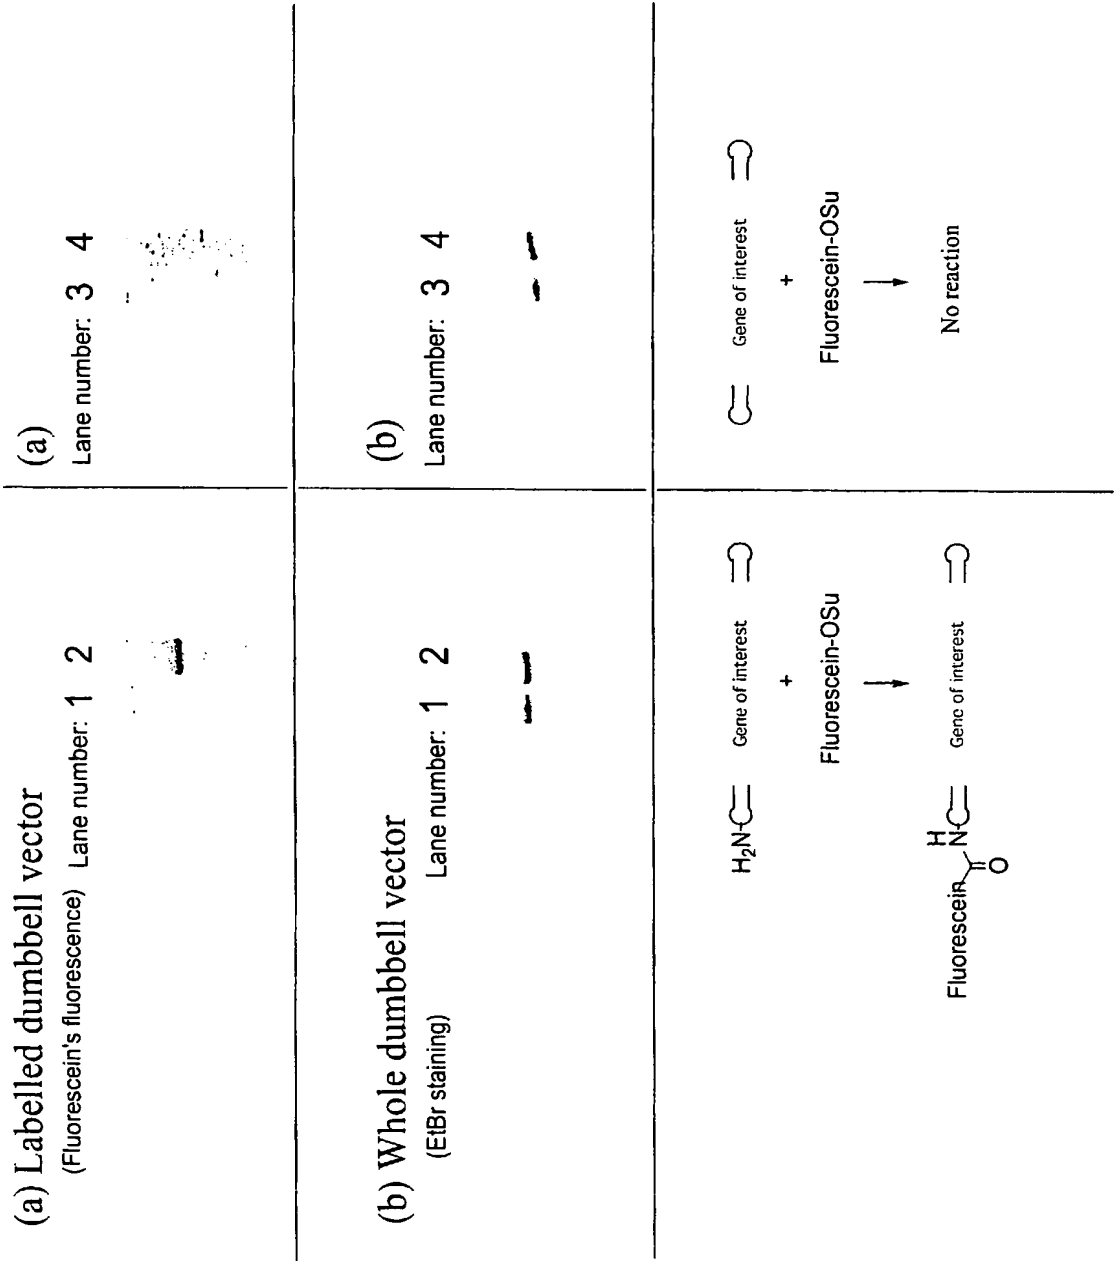 (a) Labelled dumbbell vector
(Fluorescein's fluorescence) Lane number: 1 2
(a)
Lane number: 3 4
(b) Whole dumbbell vector
(EtBr staining) Lane number: 1 2
(b)
Lane number: 3 4
H₂N Gene of interest
+
Fluorescein-OSu
Fluorescein H N O Gene of interest
Gene of interest
+
Fluorescein-OSu
No reaction